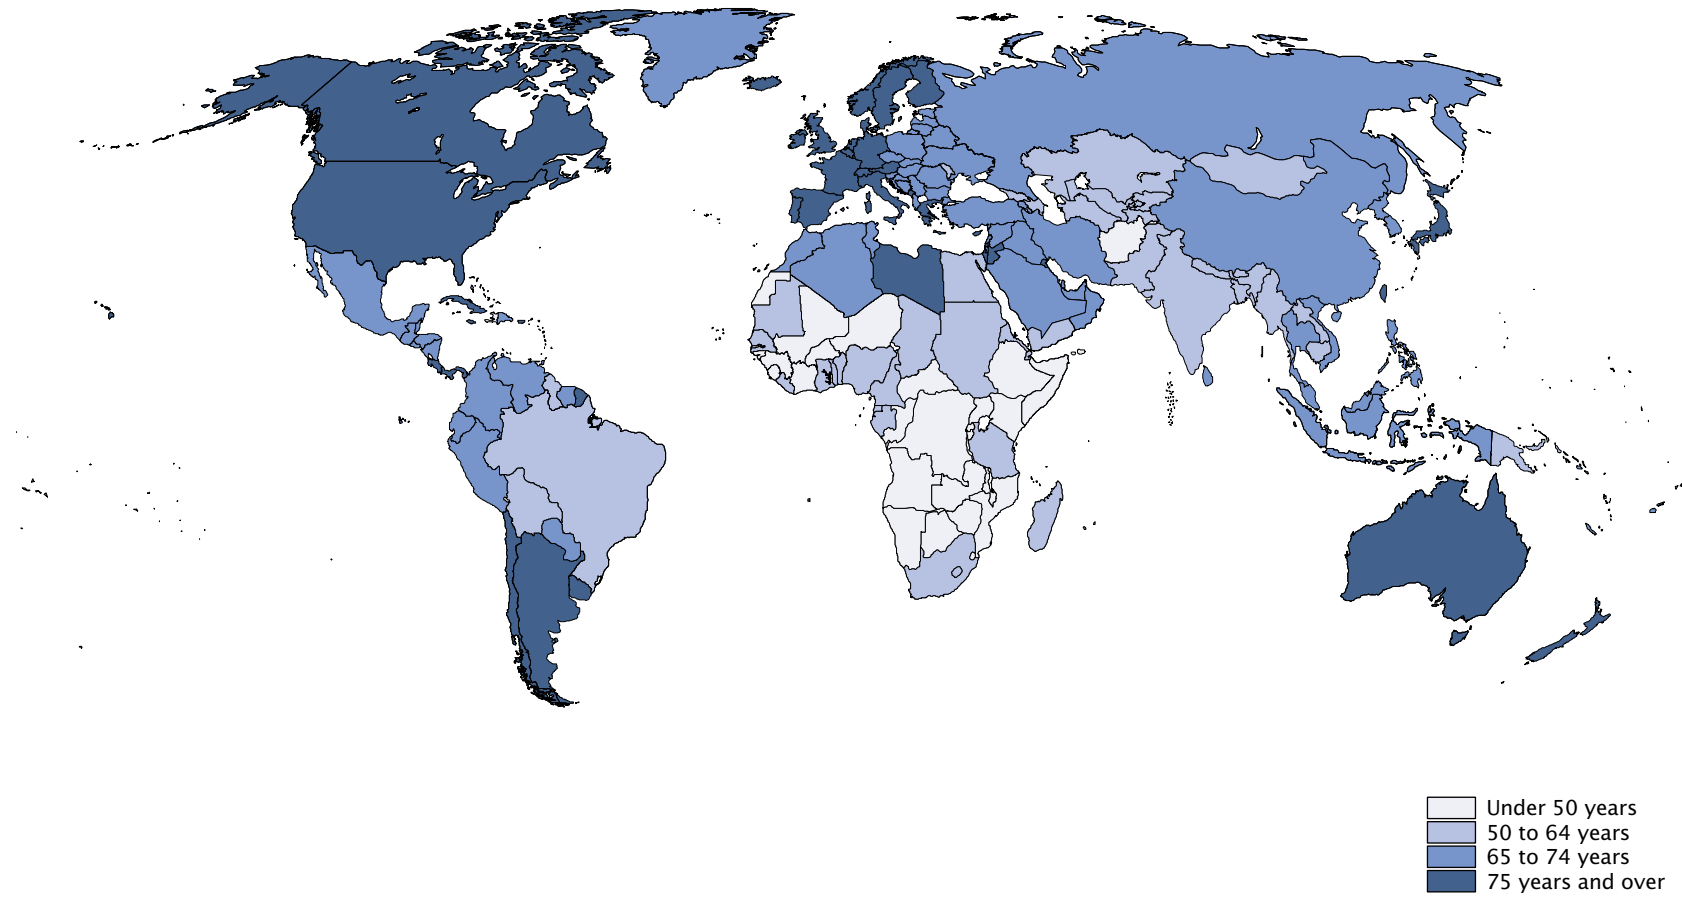 Under 50 years
50 to 64 years
65 to 74 years
75 years and over